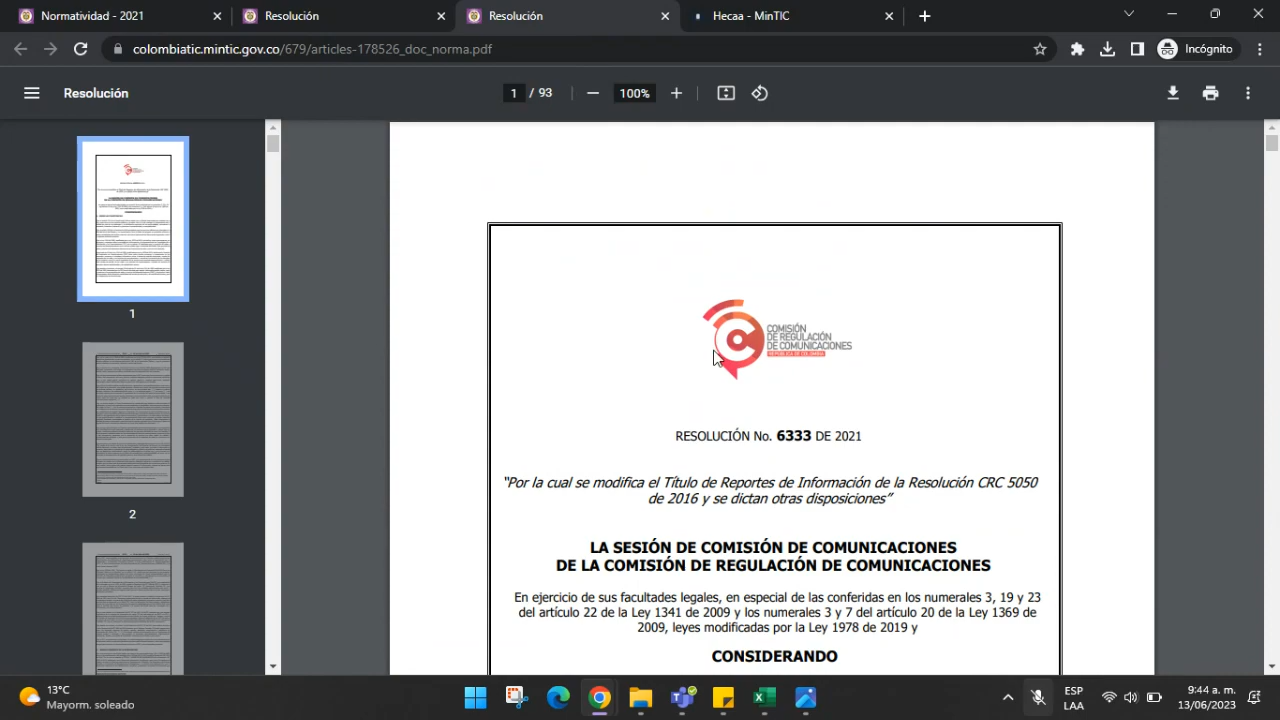 Normatividad - 2021
Resolución
Resolución
Hecaa - MinTIC
colombiatic.mintic.gov.co/679/articles-178526_doc_norma.pdf
Incógnito
Resolución
1 / 93
100%
1
2
COMISIÓN
DE REGULACIÓN
DE COMUNICACIONES
REPÚBLICA DE COLOMBIA
RESOLUCIÓN No. 6333 DE 2021
“Por la cual se modifica el Título de Reportes de Información de la Resolución CRC 5050
de 2016 y se dictan otras disposiciones”
LA SESIÓN DE COMISIÓN DE COMUNICACIONES
DE LA COMISIÓN DE REGULACIÓN DE COMUNICACIONES
En ejercicio de sus facultades legales, en especial de las conferidas en los numerales 3, 19 y 23
del artículo 22 de la Ley 1341 de 2009 y los numerales 3 y 7 del artículo 20 de la Ley 1369 de
2009, leyes modificadas por la Ley 1978 de 2019 y
CONSIDERANDO
13°C
Mayorm. soleado
ESP
LAA
9:44 a. m.
13/06/2023